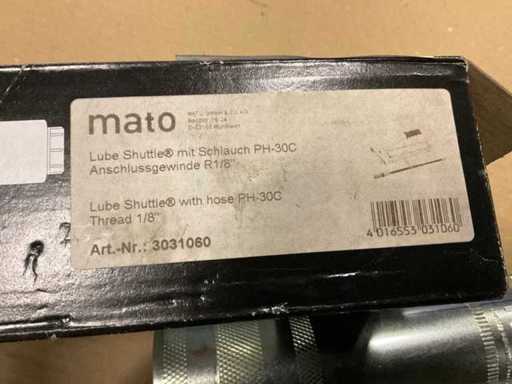 mato
Lube Shuttle® mit Schlauch PH-30C
Anschlussgewinde R1/8"
Lube Shuttle® with hose PH-30C
Thread 1/8"
Art.-Nr.: 3031060
4 016553 031060